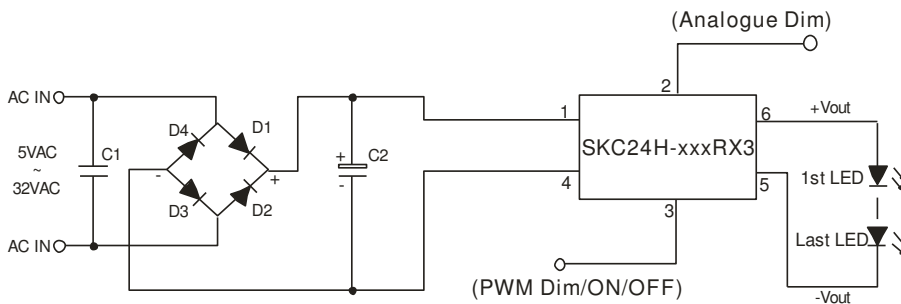 (Analogue Dim)
AC IN
2
1
6
+Vout
D4
D1
5VAC
~
32VAC
C1
-
+
+
C2
-
SKC24H-xxxRX3
1st LED
4
5
D3
D2
3
Last LED
AC IN
(PWM Dim/ON/OFF)
-Vout